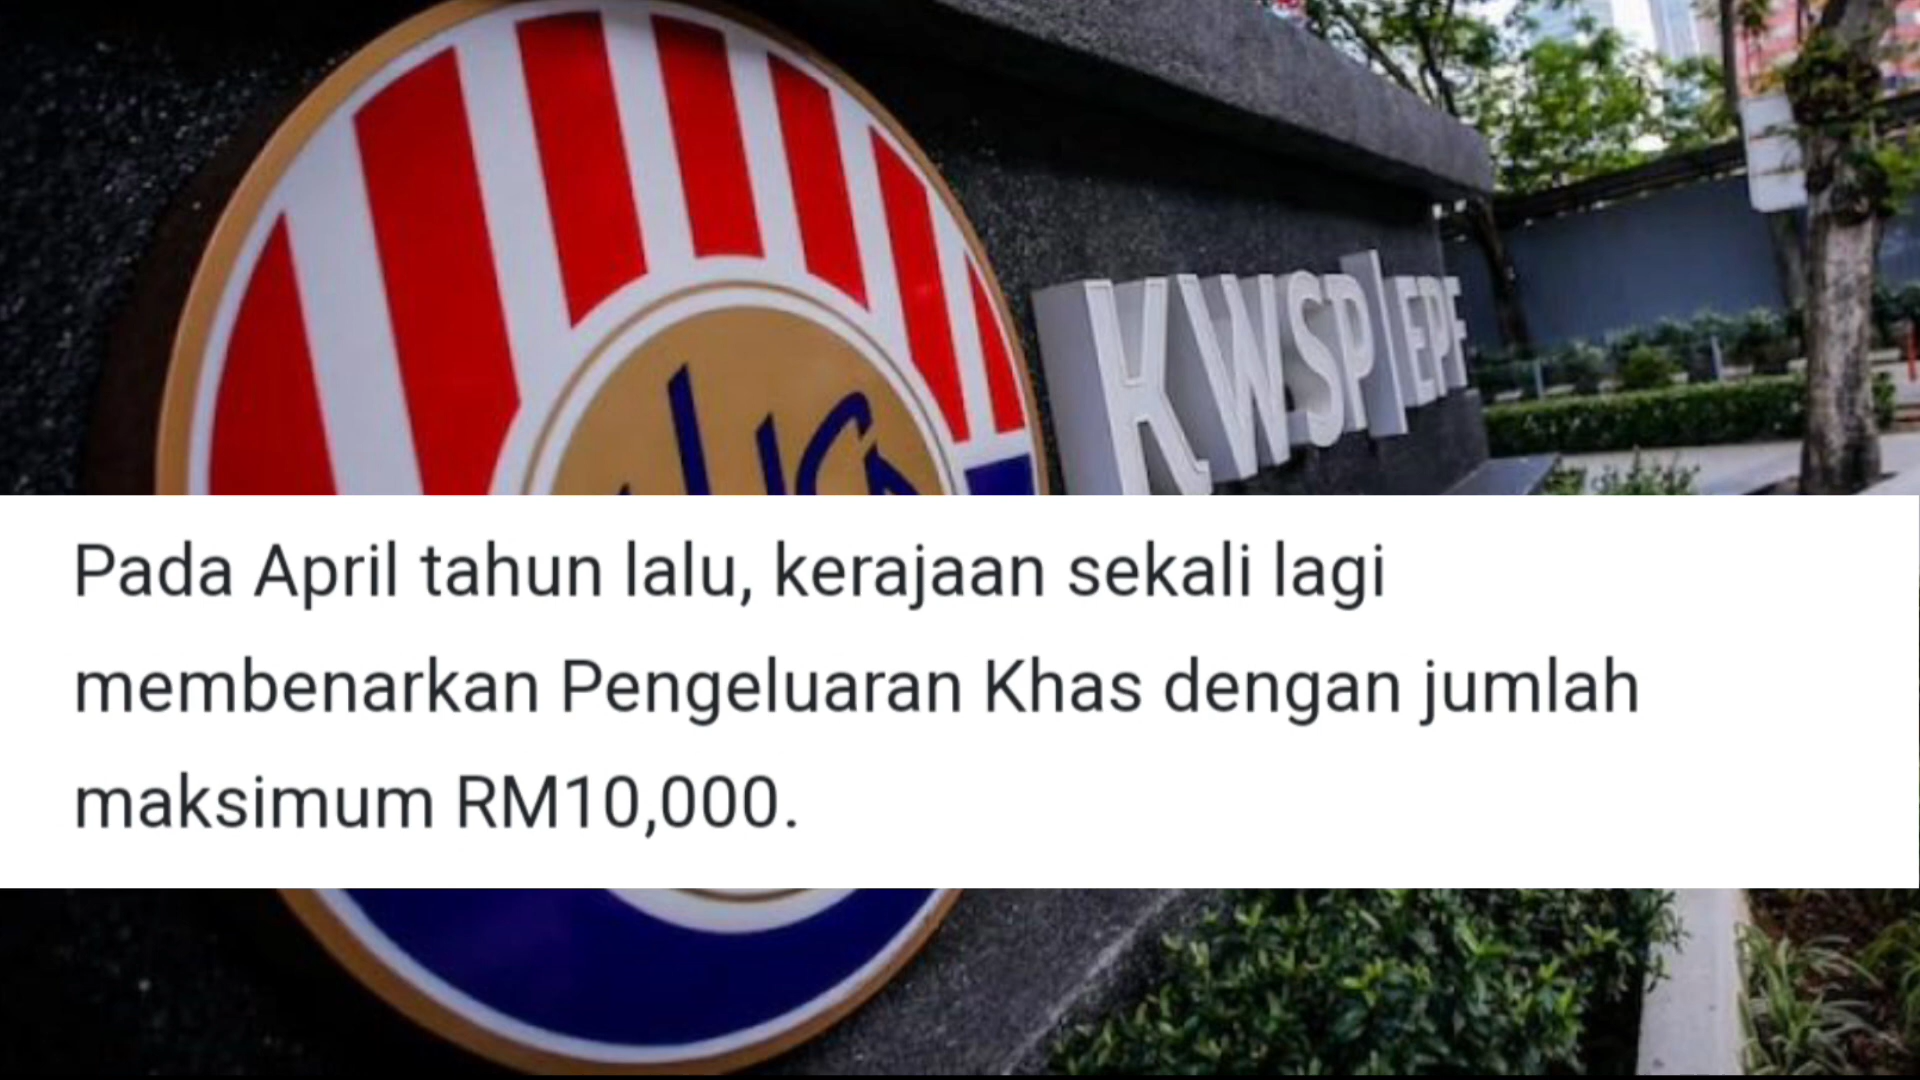 KWSP|EPF
Pada April tahun lalu, kerajaan sekali lagi
membenarkan Pengeluaran Khas dengan jumlah
maksimum RM10,000.